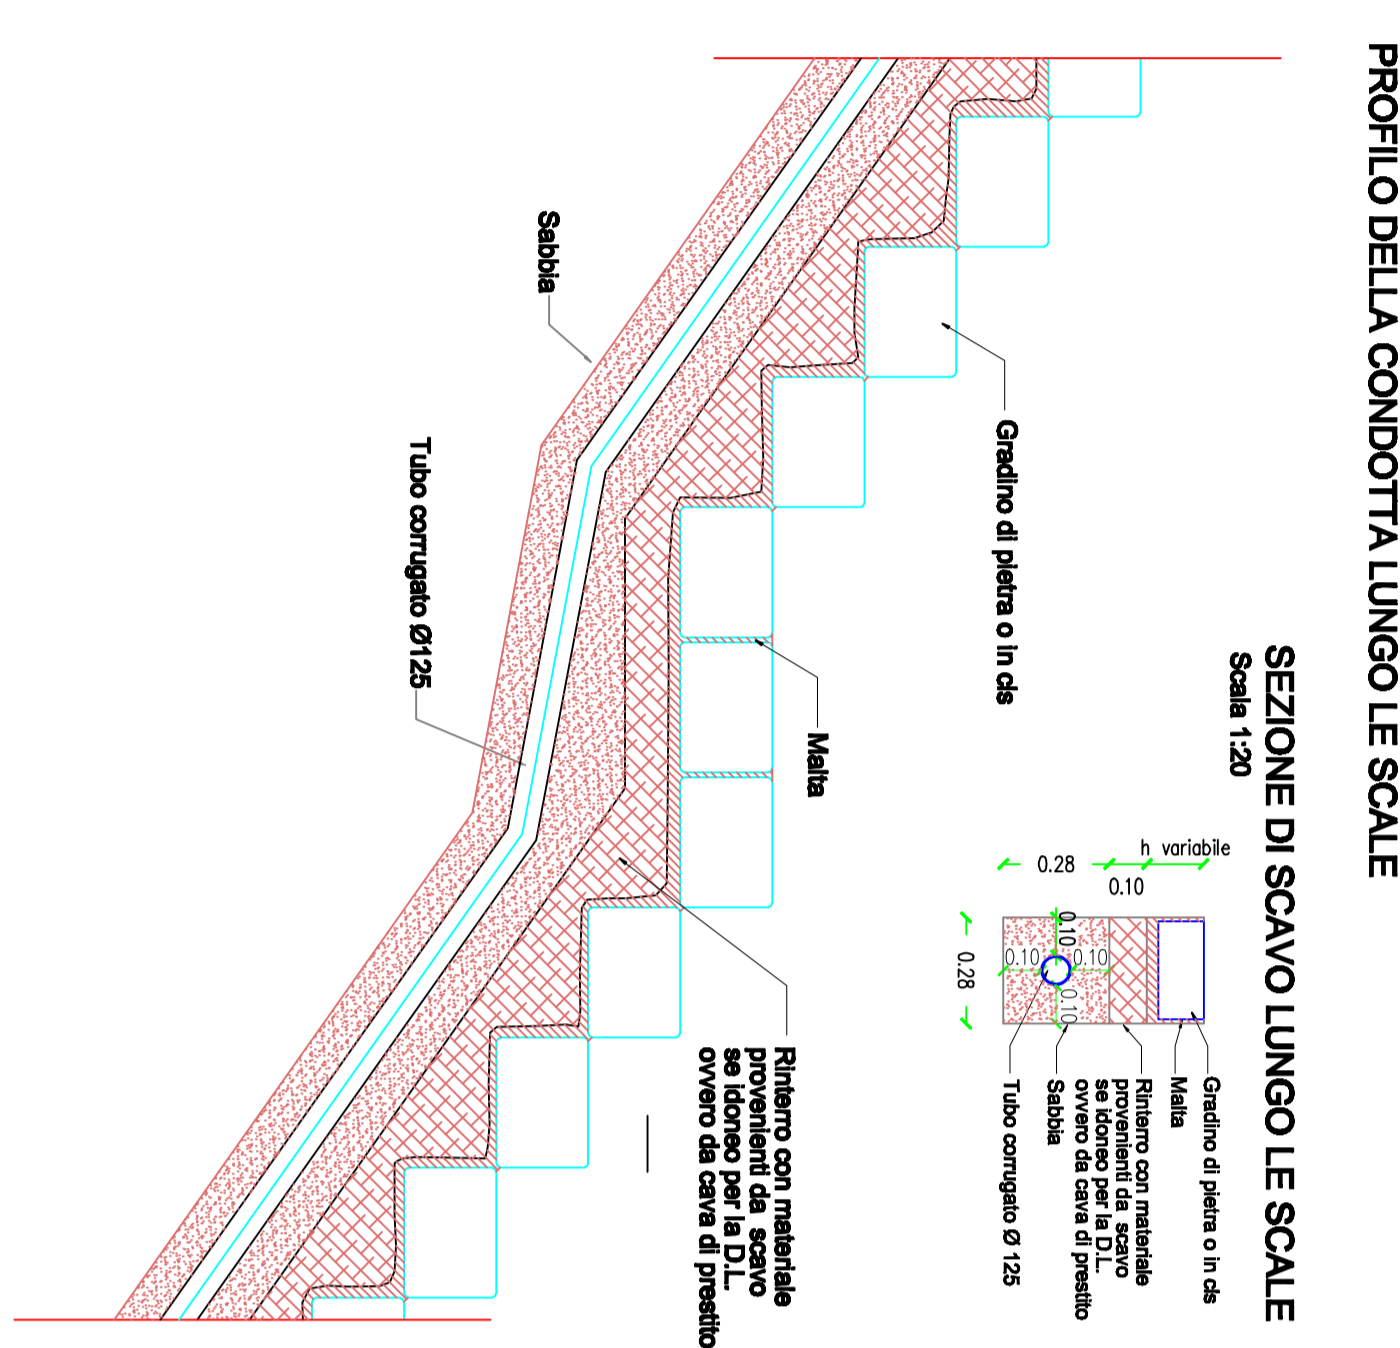 PROFILO DELLA CONDOTTA LUNGO LE SCALE
SEZIONE DI SCAVO LUNGO LE SCALE
Scala 1:20
h variabile
0.10
0.28
0.10
0.10
0.10
0.10
0.28
Gradino di pietra o in cls
Malta
Rinterro con materiale
provenienti da scavo
se idoneo per la D.L.
ovvero da cava di prestito
Sabbia
Tubo corrugato Ø 125
Gradino di pietra o in cls
Malta
Rinterro con materiale
provenienti da scavo
se idoneo per la D.L.
ovvero da cava di prestito
Sabbia
Tubo corrugato Ø125